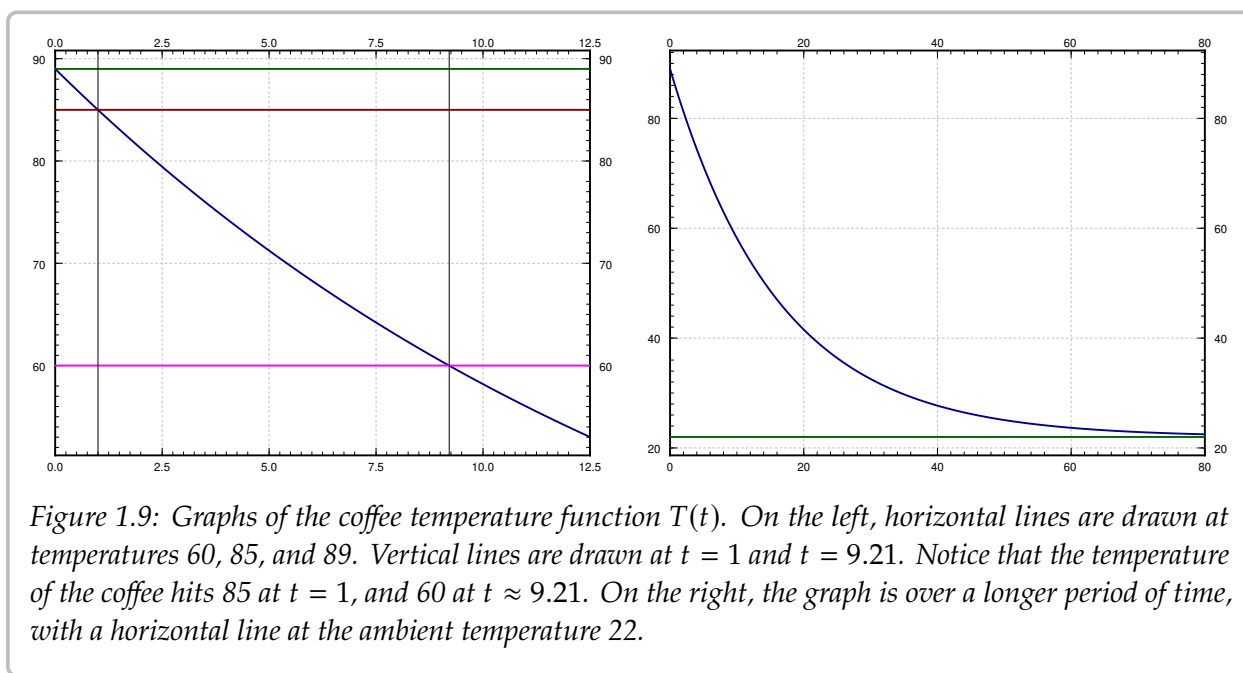 0.0 2.5 5.0 7.5 10.0 12.5
90 90
80 80
70 70
60 60
0.0 2.5 5.0 7.5 10.0 12.5
0 20 40 60 80
80 80
60 60
40 40
20 20
0 20 40 60 80
Figure 1.9: Graphs of the coffee temperature function T(t). On the left, horizontal lines are drawn at
temperatures 60, 85, and 89. Vertical lines are drawn at t = 1 and t = 9.21. Notice that the temperature
of the coffee hits 85 at t = 1, and 60 at t ≈ 9.21. On the right, the graph is over a longer period of time,
with a horizontal line at the ambient temperature 22.